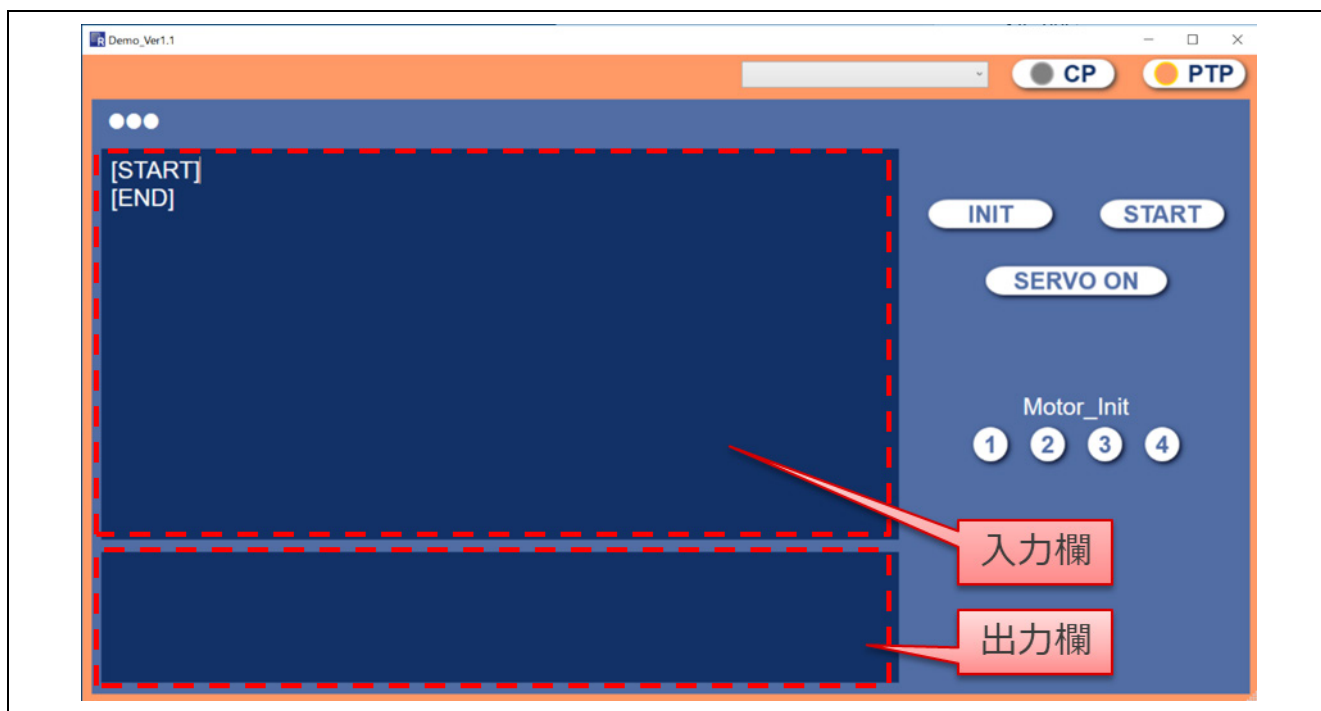 Demo_Ver1.1
CP
PTP
[START]
[END]
INIT
START
SERVO ON
Motor_Init
1 2 3 4
入力欄
出力欄